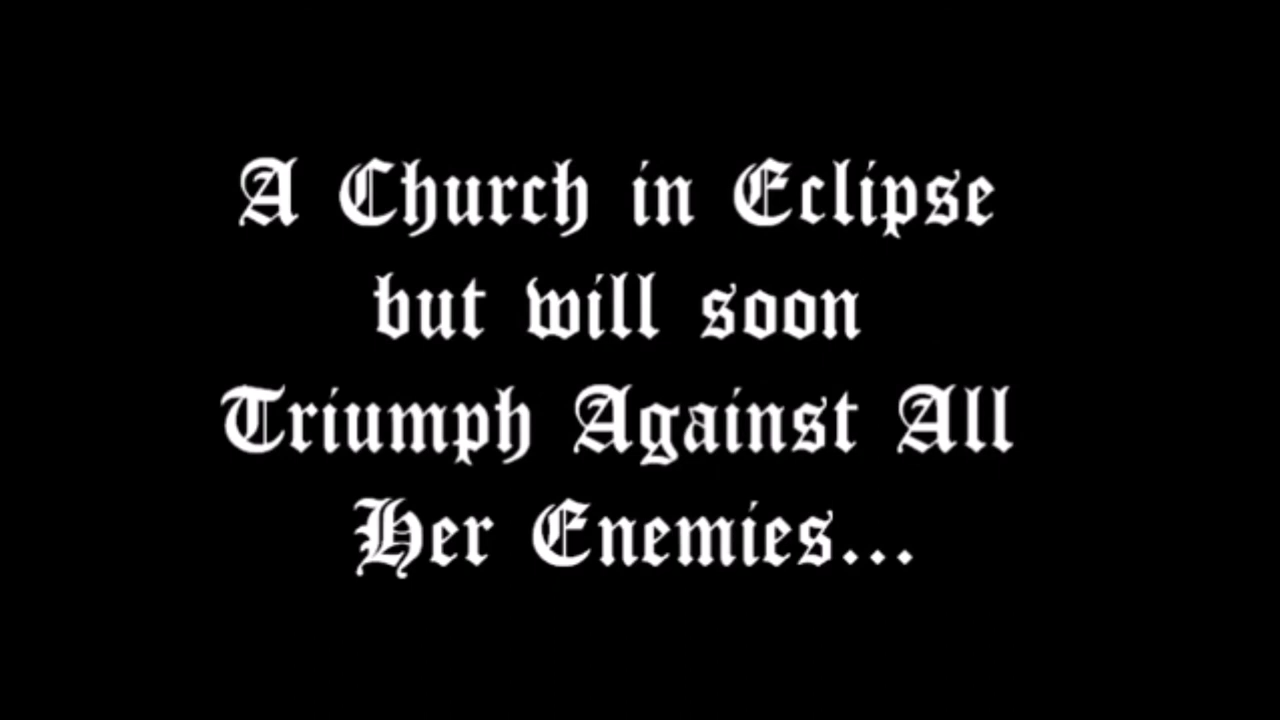 A Church in Eclipse
but will soon
Triumph Against All
Her Enemies...